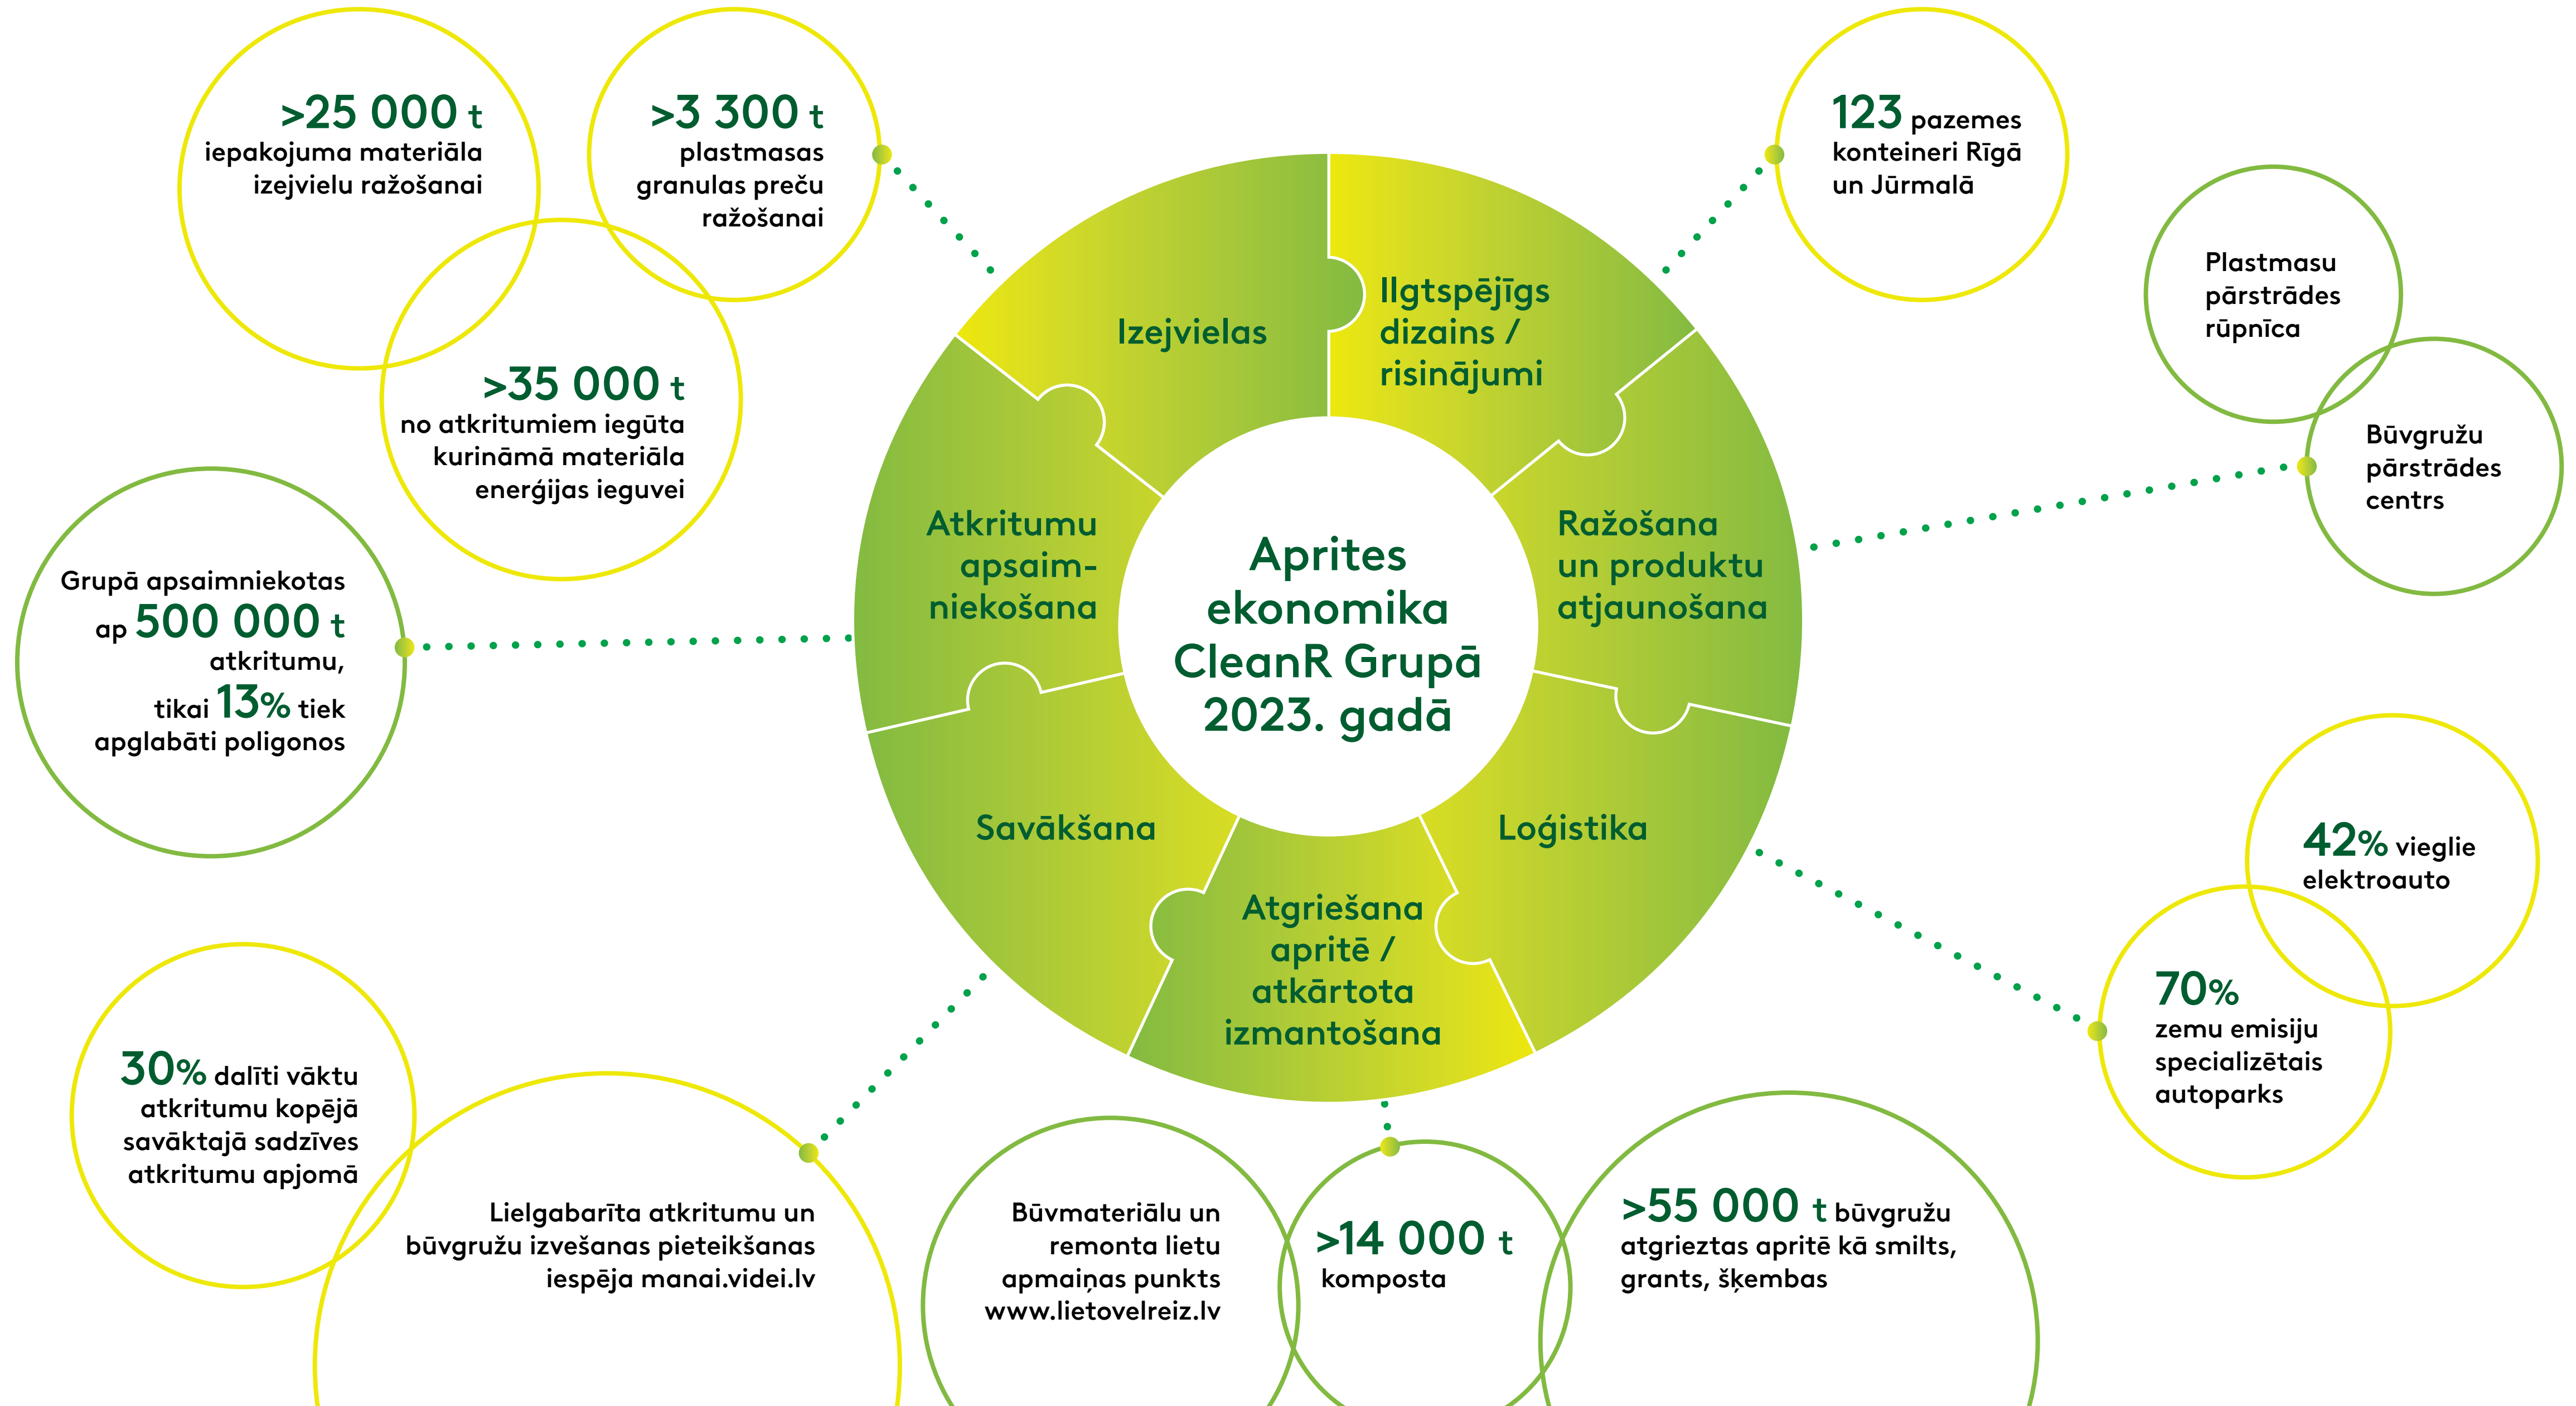 >25 000 t
iepakojuma materiāla
izejvielu ražošanai
>3 300 t
plastmasas
granulas preču
ražošanai
>35 000 t
no atkritumiem iegūta
kurināmā materiāla
enerģijas ieguvei
Grupā apsaimniekotas
ap 500 000 t
atkritumu,
tikai 13% tiek
apglabāti poligonos
30% dalīti vāktu
atkritumu kopējā
savāktajā sadzīves
atkritumu apjomā
Lielgabarīta atkritumu un
būvgružu izvešanas pieteikšanas
iespēja manai.videi.lv
Izejvielas
Ilgtspējīgs
dizains /
risinājumi
Atkritumu
apsaim-
niekošana
Ražošana
un produktu
atjaunošana
Aprites
ekonomika
CleanR Grupā
2023. gadā
Savākšana
Loģistika
Atgriešana
apritē /
atkārtota
izmantošana
Būvmateriālu un
remonta lietu
apmaiņas punkts
www.lietovelreiz.lv
>14 000 t
komposta
>55 000 t būvgružu
atgrieztas apritē kā smilts,
grants, šķembas
123 pazemes
konteineri Rīgā
un Jūrmalā
Plastmasu
pārstrādes
rūpnīca
Būvgružu
pārstrādes
centrs
42% vieglie
elektroauto
70%
zemu emisiju
specializētais
autoparks